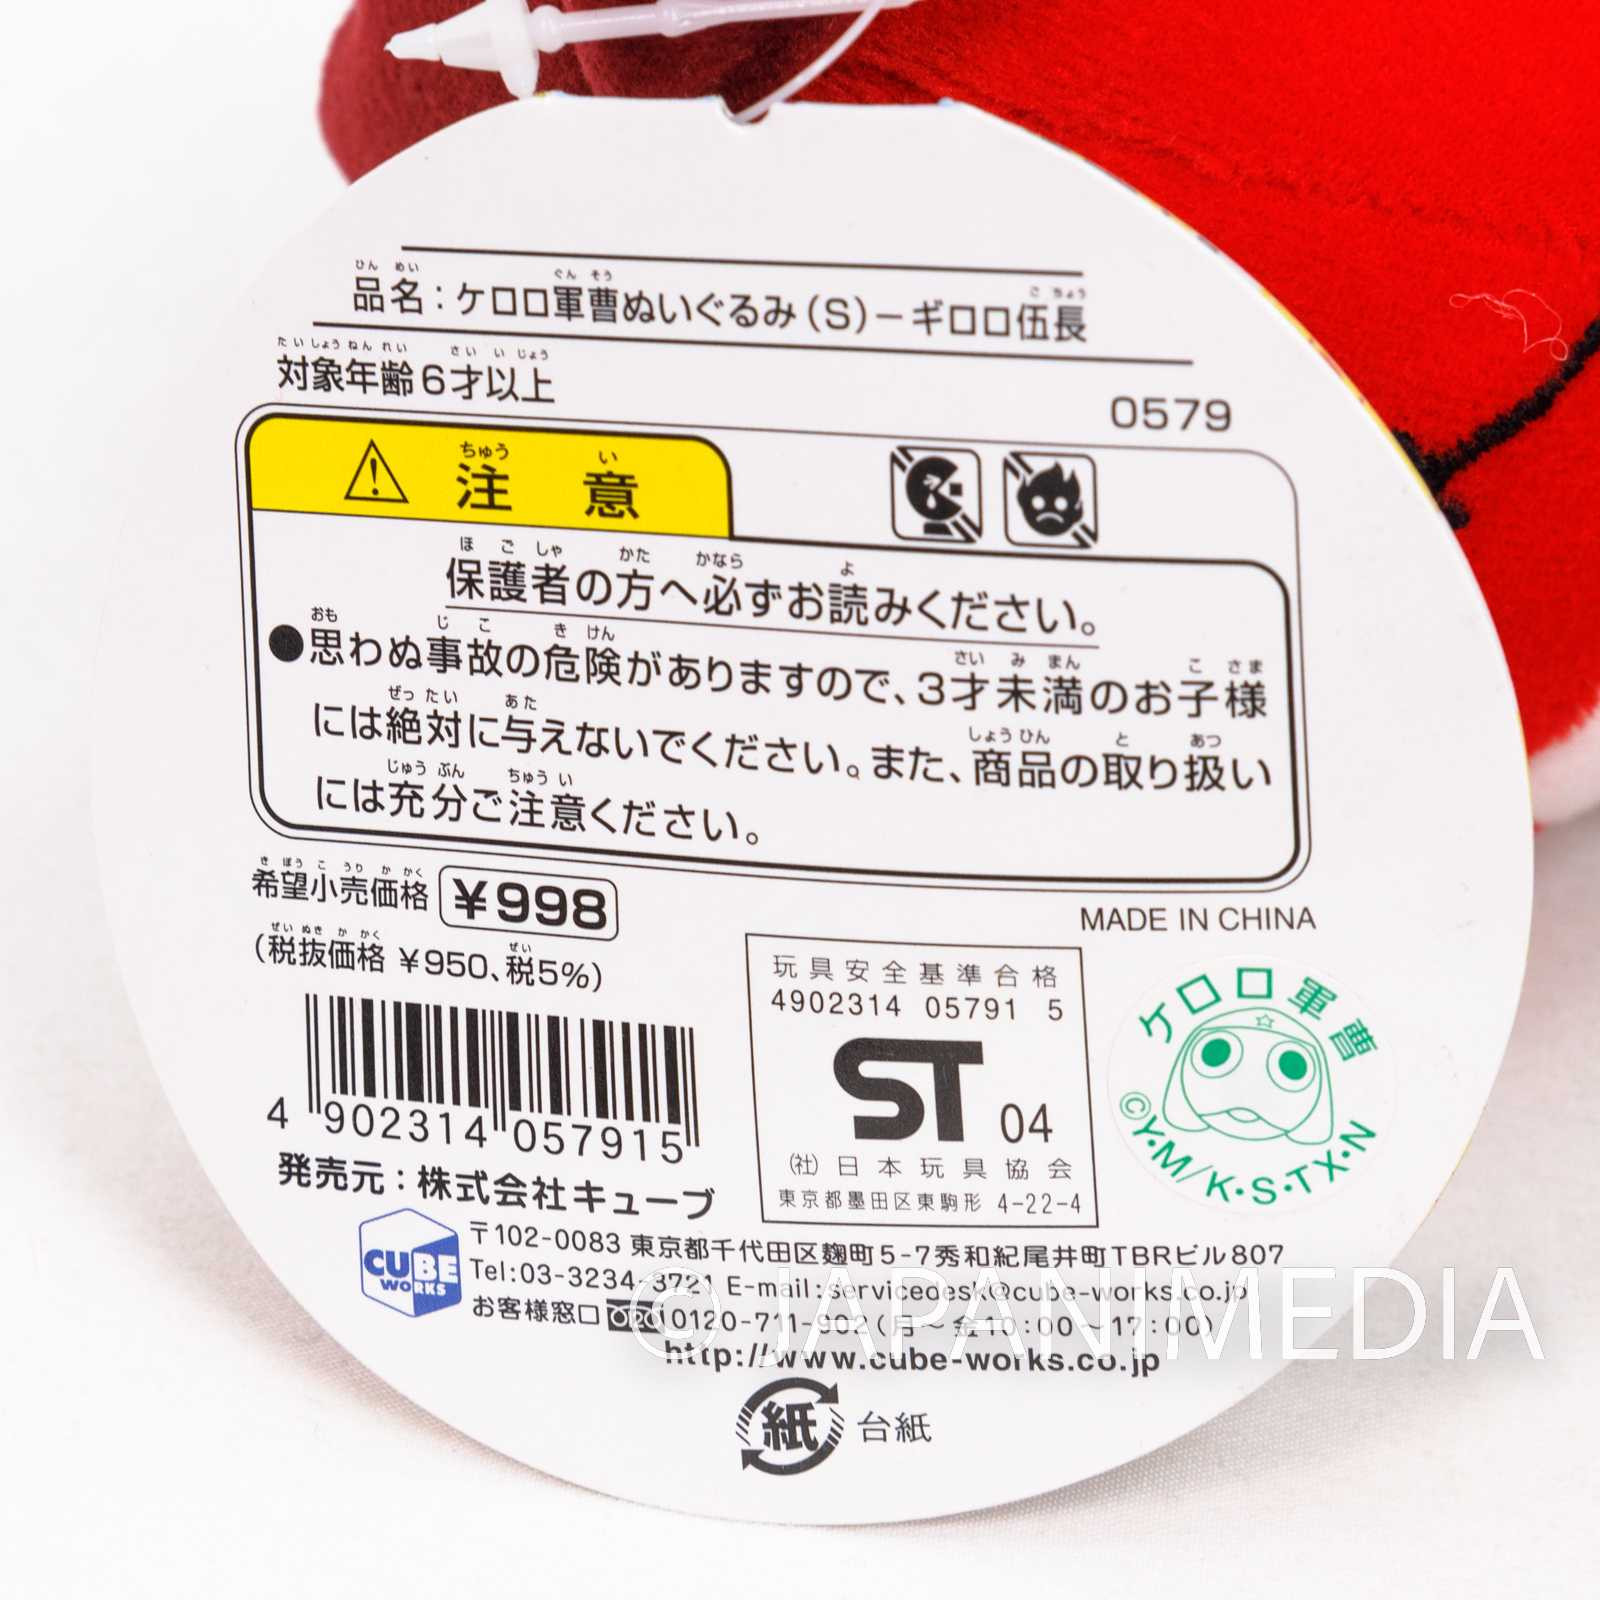 品名：ケロロ軍曹ぬいぐるみ（S）－ギロロ伍長
対象年齢6才以上
0579
注意
保護者の方へ必ずお読みください。
●思わぬ事故の危険がありますので、3才未満のお子様
には絶対に与えないでください。また、商品の取り扱い
には充分ご注意ください。
希望小売価格 ¥998
（税抜価格 ¥950、税5%）
MADE IN CHINA
4 902314 057915
玩具安全基準合格
4902314 05791 5
ST 04
(社) 日本玩具協会
東京都墨田区東駒形 4-22-4
ケロロ軍曹
©Y・M/K・S・TX・N
発売元：株式会社キューブ
CUBE WORKS
〒102-0083 東京都千代田区麹町5-7秀和紀尾井町TBRビル807
Tel:03-3234-3721 E-mail:servicedesk@cube-works.co.jp
お客様窓口 0120-711-902（月〜金10:00〜17:00）
http://www.cube-works.co.jp
紙 台紙
© JAPANIMEDIA